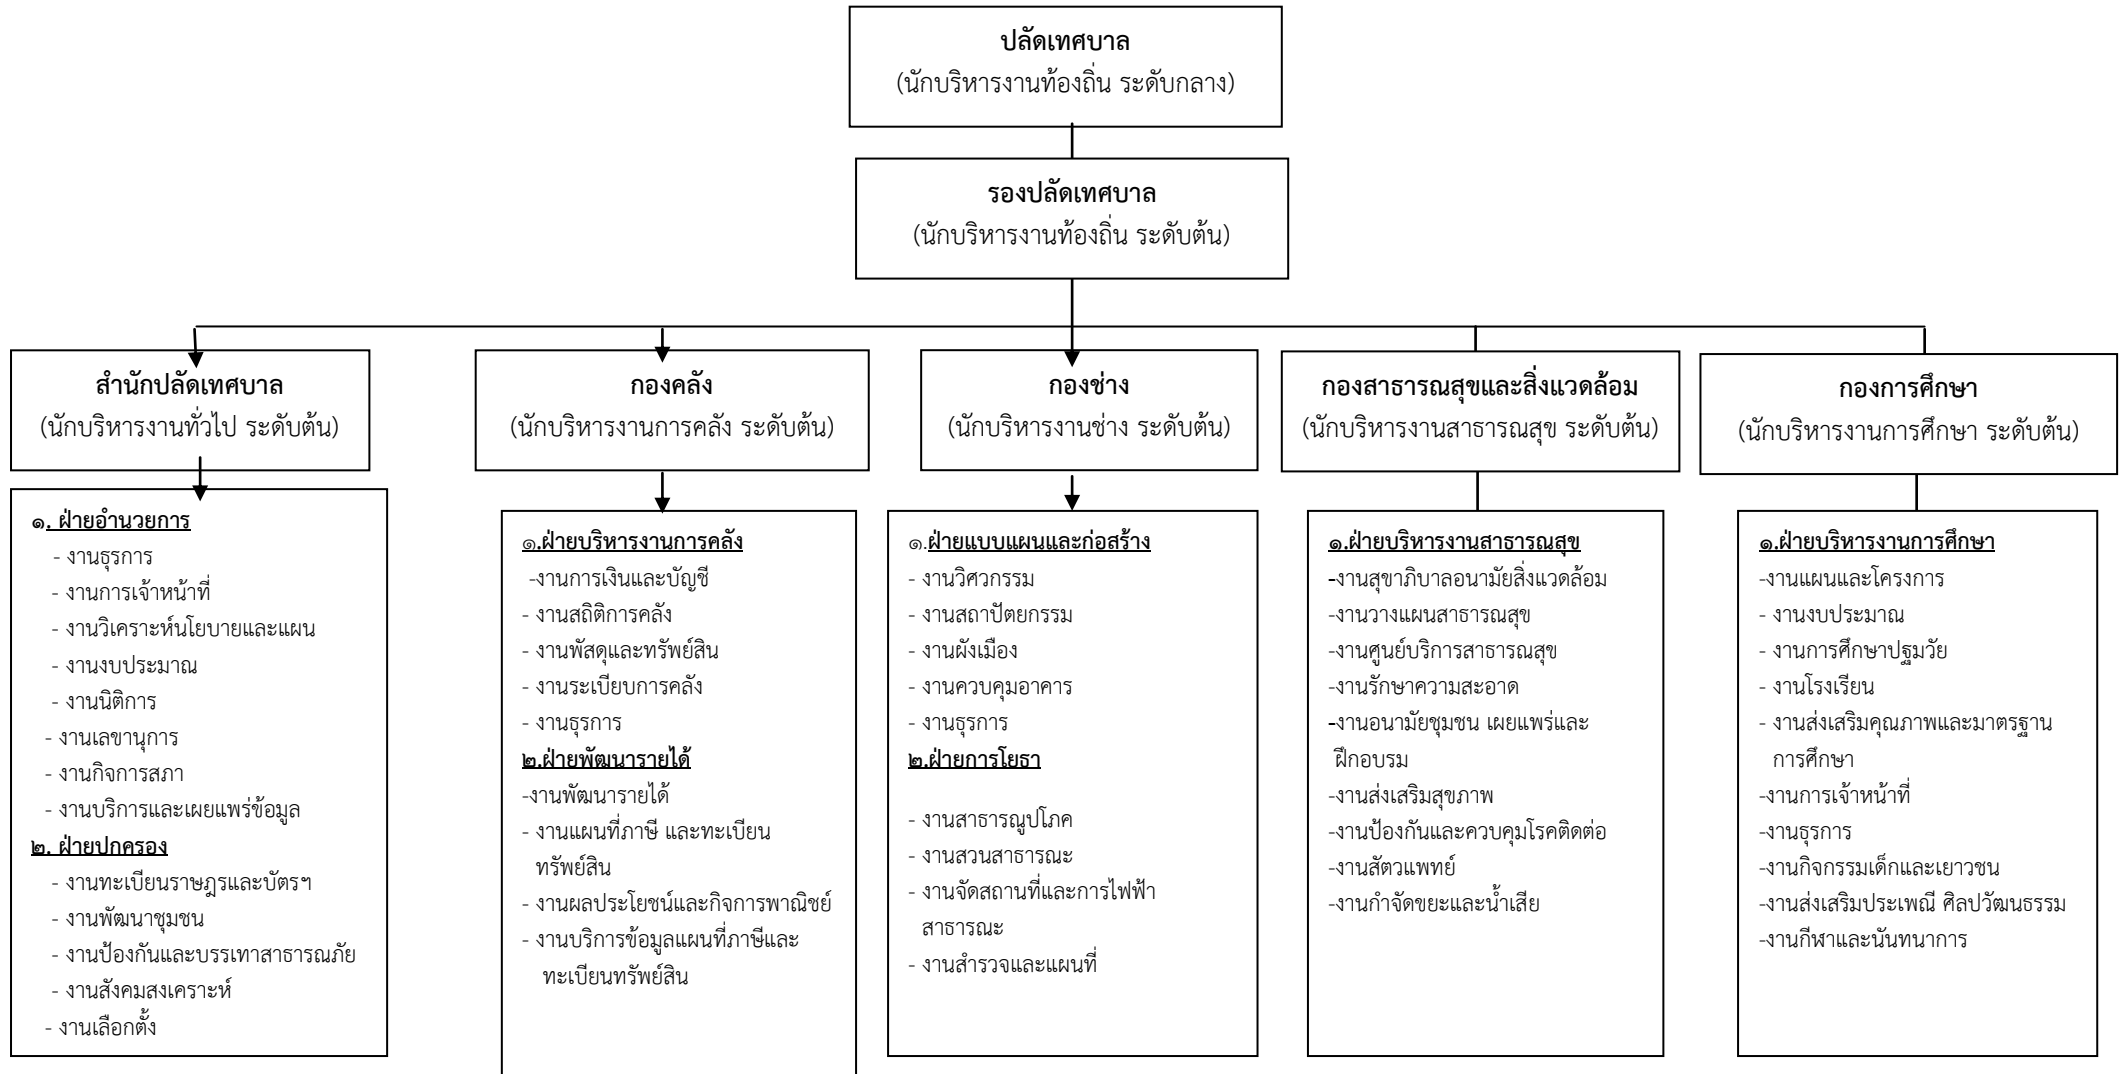 ปลัดเทศบาล
(นักบริหารงานท้องถิ่น ระดับกลาง)
รองปลัดเทศบาล
(นักบริหารงานท้องถิ่น ระดับต้น)
สำนักปลัดเทศบาล
(นักบริหารงานทั่วไป ระดับต้น)
กองคลัง
(นักบริหารงานการคลัง ระดับต้น)
กองช่าง
(นักบริหารงานช่าง ระดับต้น)
กองสาธารณสุขและสิ่งแวดล้อม
(นักบริหารงานสาธารณสุข ระดับต้น)
กองการศึกษา
(นักบริหารงานการศึกษา ระดับต้น)
๑. ฝ่ายอำนวยการ
- งานธุรการ
- งานการเจ้าหน้าที่
- งานวิเคราะห์นโยบายและแผน
- งานงบประมาณ
- งานนิติการ
- งานเลขานุการ
- งานกิจการสภา
- งานบริการและเผยแพร่ข้อมูล
๒. ฝ่ายปกครอง
- งานทะเบียนราษฎรและบัตรฯ
- งานพัฒนาชุมชน
- งานป้องกันและบรรเทาสาธารณภัย
- งานสังคมสงเคราะห์
- งานเลือกตั้ง
๑.ฝ่ายบริหารงานการคลัง
-งานการเงินและบัญชี
- งานสถิติการคลัง
- งานพัสดุและทรัพย์สิน
- งานระเบียบการคลัง
- งานธุรการ
๒.ฝ่ายพัฒนารายได้
-งานพัฒนารายได้
- งานแผนที่ภาษี และทะเบียน
ทรัพย์สิน
- งานผลประโยชน์และกิจการพาณิชย์
- งานบริการข้อมูลแผนที่ภาษีและ
ทะเบียนทรัพย์สิน
๑.ฝ่ายแบบแผนและก่อสร้าง
- งานวิศวกรรม
- งานสถาปัตยกรรม
- งานผังเมือง
- งานควบคุมอาคาร
- งานธุรการ
๒.ฝ่ายการโยธา
- งานสาธารณูปโภค
- งานสวนสาธารณะ
- งานจัดสถานที่และการไฟฟ้า
สาธารณะ
- งานสำรวจและแผนที่
๑.ฝ่ายบริหารงานสาธารณสุข
-งานสุขาภิบาลอนามัยสิ่งแวดล้อม
-งานวางแผนสาธารณสุข
-งานศูนย์บริการสาธารณสุข
-งานรักษาความสะอาด
-งานอนามัยชุมชน เผยแพร่และ
ฝึกอบรม
-งานส่งเสริมสุขภาพ
-งานป้องกันและควบคุมโรคติดต่อ
-งานสัตวแพทย์
-งานกำจัดขยะและน้ำเสีย
๑.ฝ่ายบริหารงานการศึกษา
-งานแผนและโครงการ
- งานงบประมาณ
- งานการศึกษาปฐมวัย
- งานโรงเรียน
- งานส่งเสริมคุณภาพและมาตรฐาน
การศึกษา
-งานการเจ้าหน้าที่
-งานธุรการ
-งานกิจกรรมเด็กและเยาวชน
-งานส่งเสริมประเพณี ศิลปวัฒนธรรม
-งานกีฬาและนันทนาการ